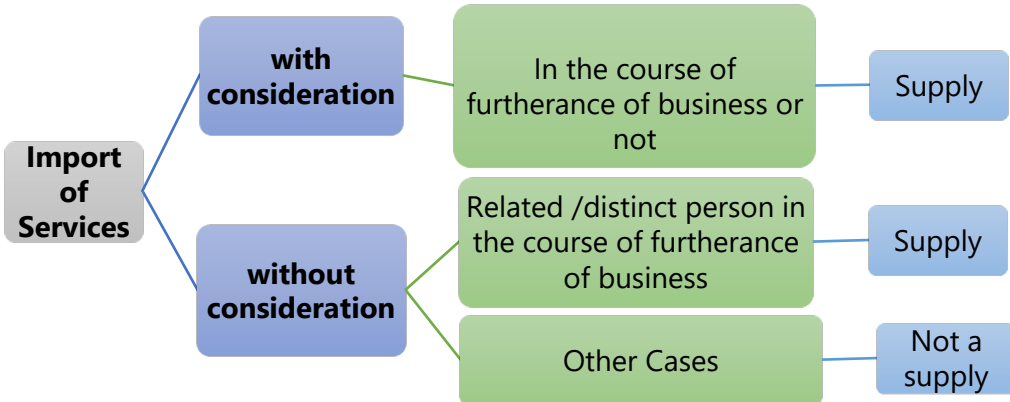 Import
of
Services
with
consideration
In the course of
furtherance of business or
not
Supply
without
consideration
Related /distinct person in
the course of furtherance
of business
Supply
Other Cases
Not a
supply